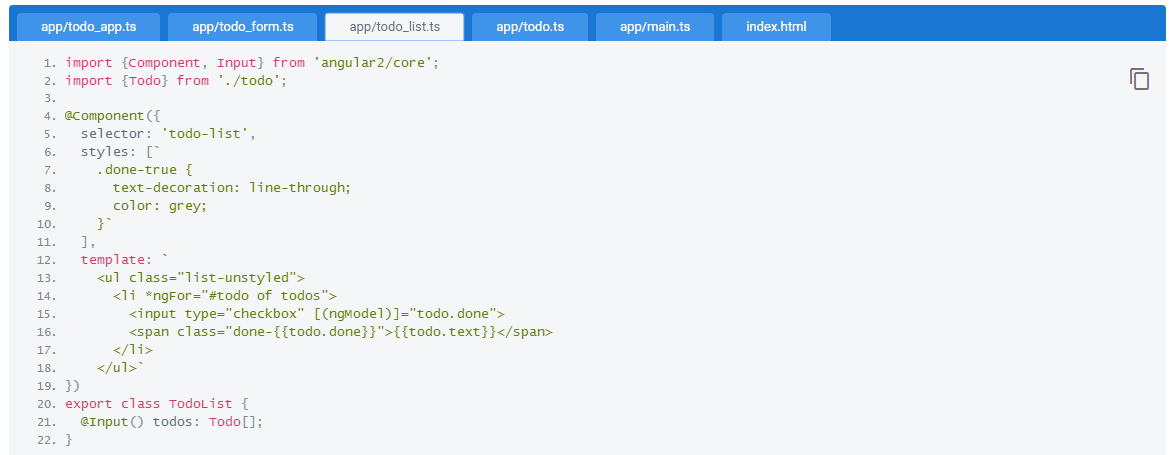 app/todo_app.ts app/todo_form.ts app/todo_list.ts app/todo.ts app/main.ts index.html
1. import {Component, Input} from 'angular2/core';
2. import {Todo} from './todo';
3.
4. @Component({
5.   selector: 'todo-list',
6.   styles: [`
7.     .done-true {
8.       text-decoration: line-through;
9.       color: grey;
10.     }`
11.   ],
12.   template: `
13.     <ul class="list-unstyled">
14.       <li *ngFor="#todo of todos">
15.         <input type="checkbox" [(ngModel)]="todo.done">
16.         <span class="done-{{todo.done}}">{{todo.text}}</span>
17.       </li>
18.     </ul>`
19. })
20. export class TodoList {
21.   @Input() todos: Todo[];
22. }